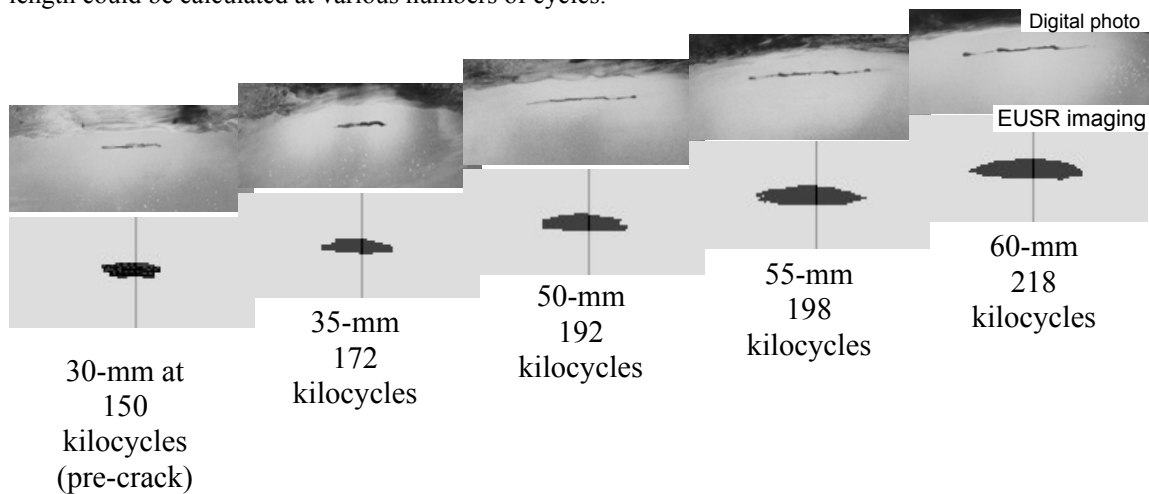 length could be calculated at various numbers of cycles.
Digital photo
EUSR imaging
30-mm at
150
kilocycles
(pre-crack)
35-mm
172
kilocycles
50-mm
192
kilocycles
55-mm
198
kilocycles
60-mm
218
kilocycles